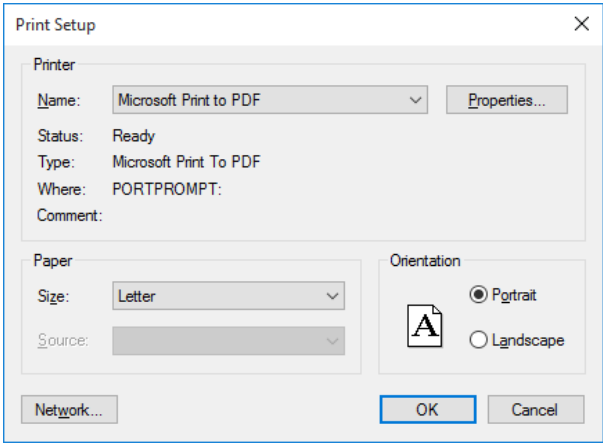 Print Setup
Printer
Name: Microsoft Print to PDF Properties...
Status: Ready
Type: Microsoft Print To PDF
Where: PORTPROMPT:
Comment:
Paper
Size: Letter
Source:
Orientation
A
Portrait
Landscape
Network... OK Cancel